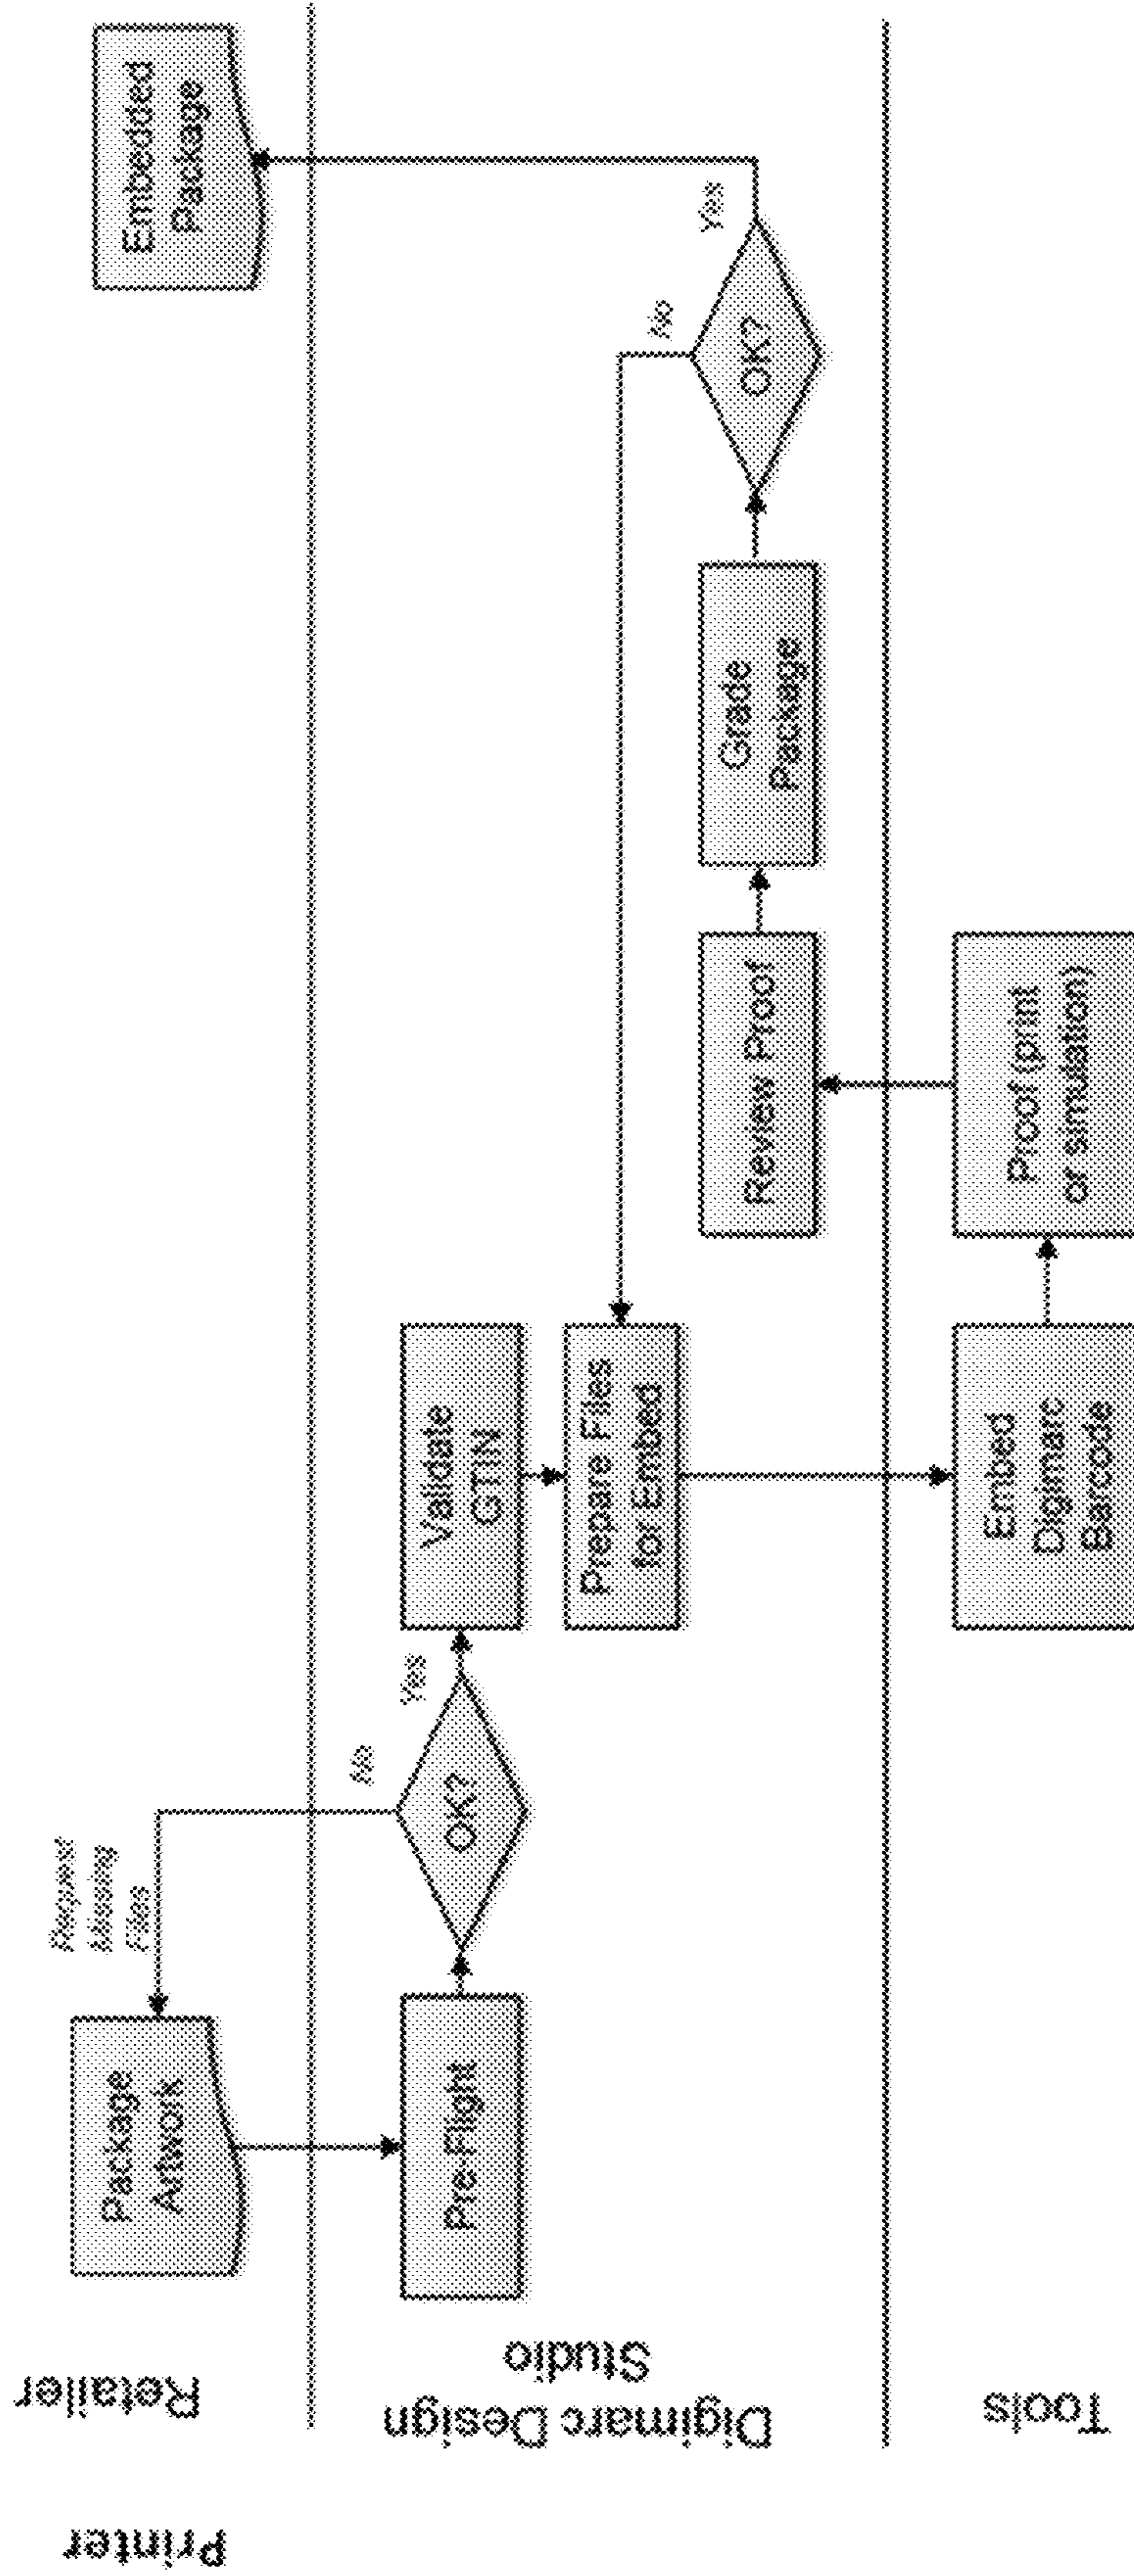 Printer
Retailer
Package
Artwork
Request
Missing
Files
Embedded
Package
Digimarc Design
Studio
Pre-Flight
OK?
No
Yes
Validate
GTIN
Prepare Files
for Embed
Review Proof
Grade
Package
OK?
No
Yes
Tools
Embed
Digimarc
Barcode
Proof (print
or simulation)